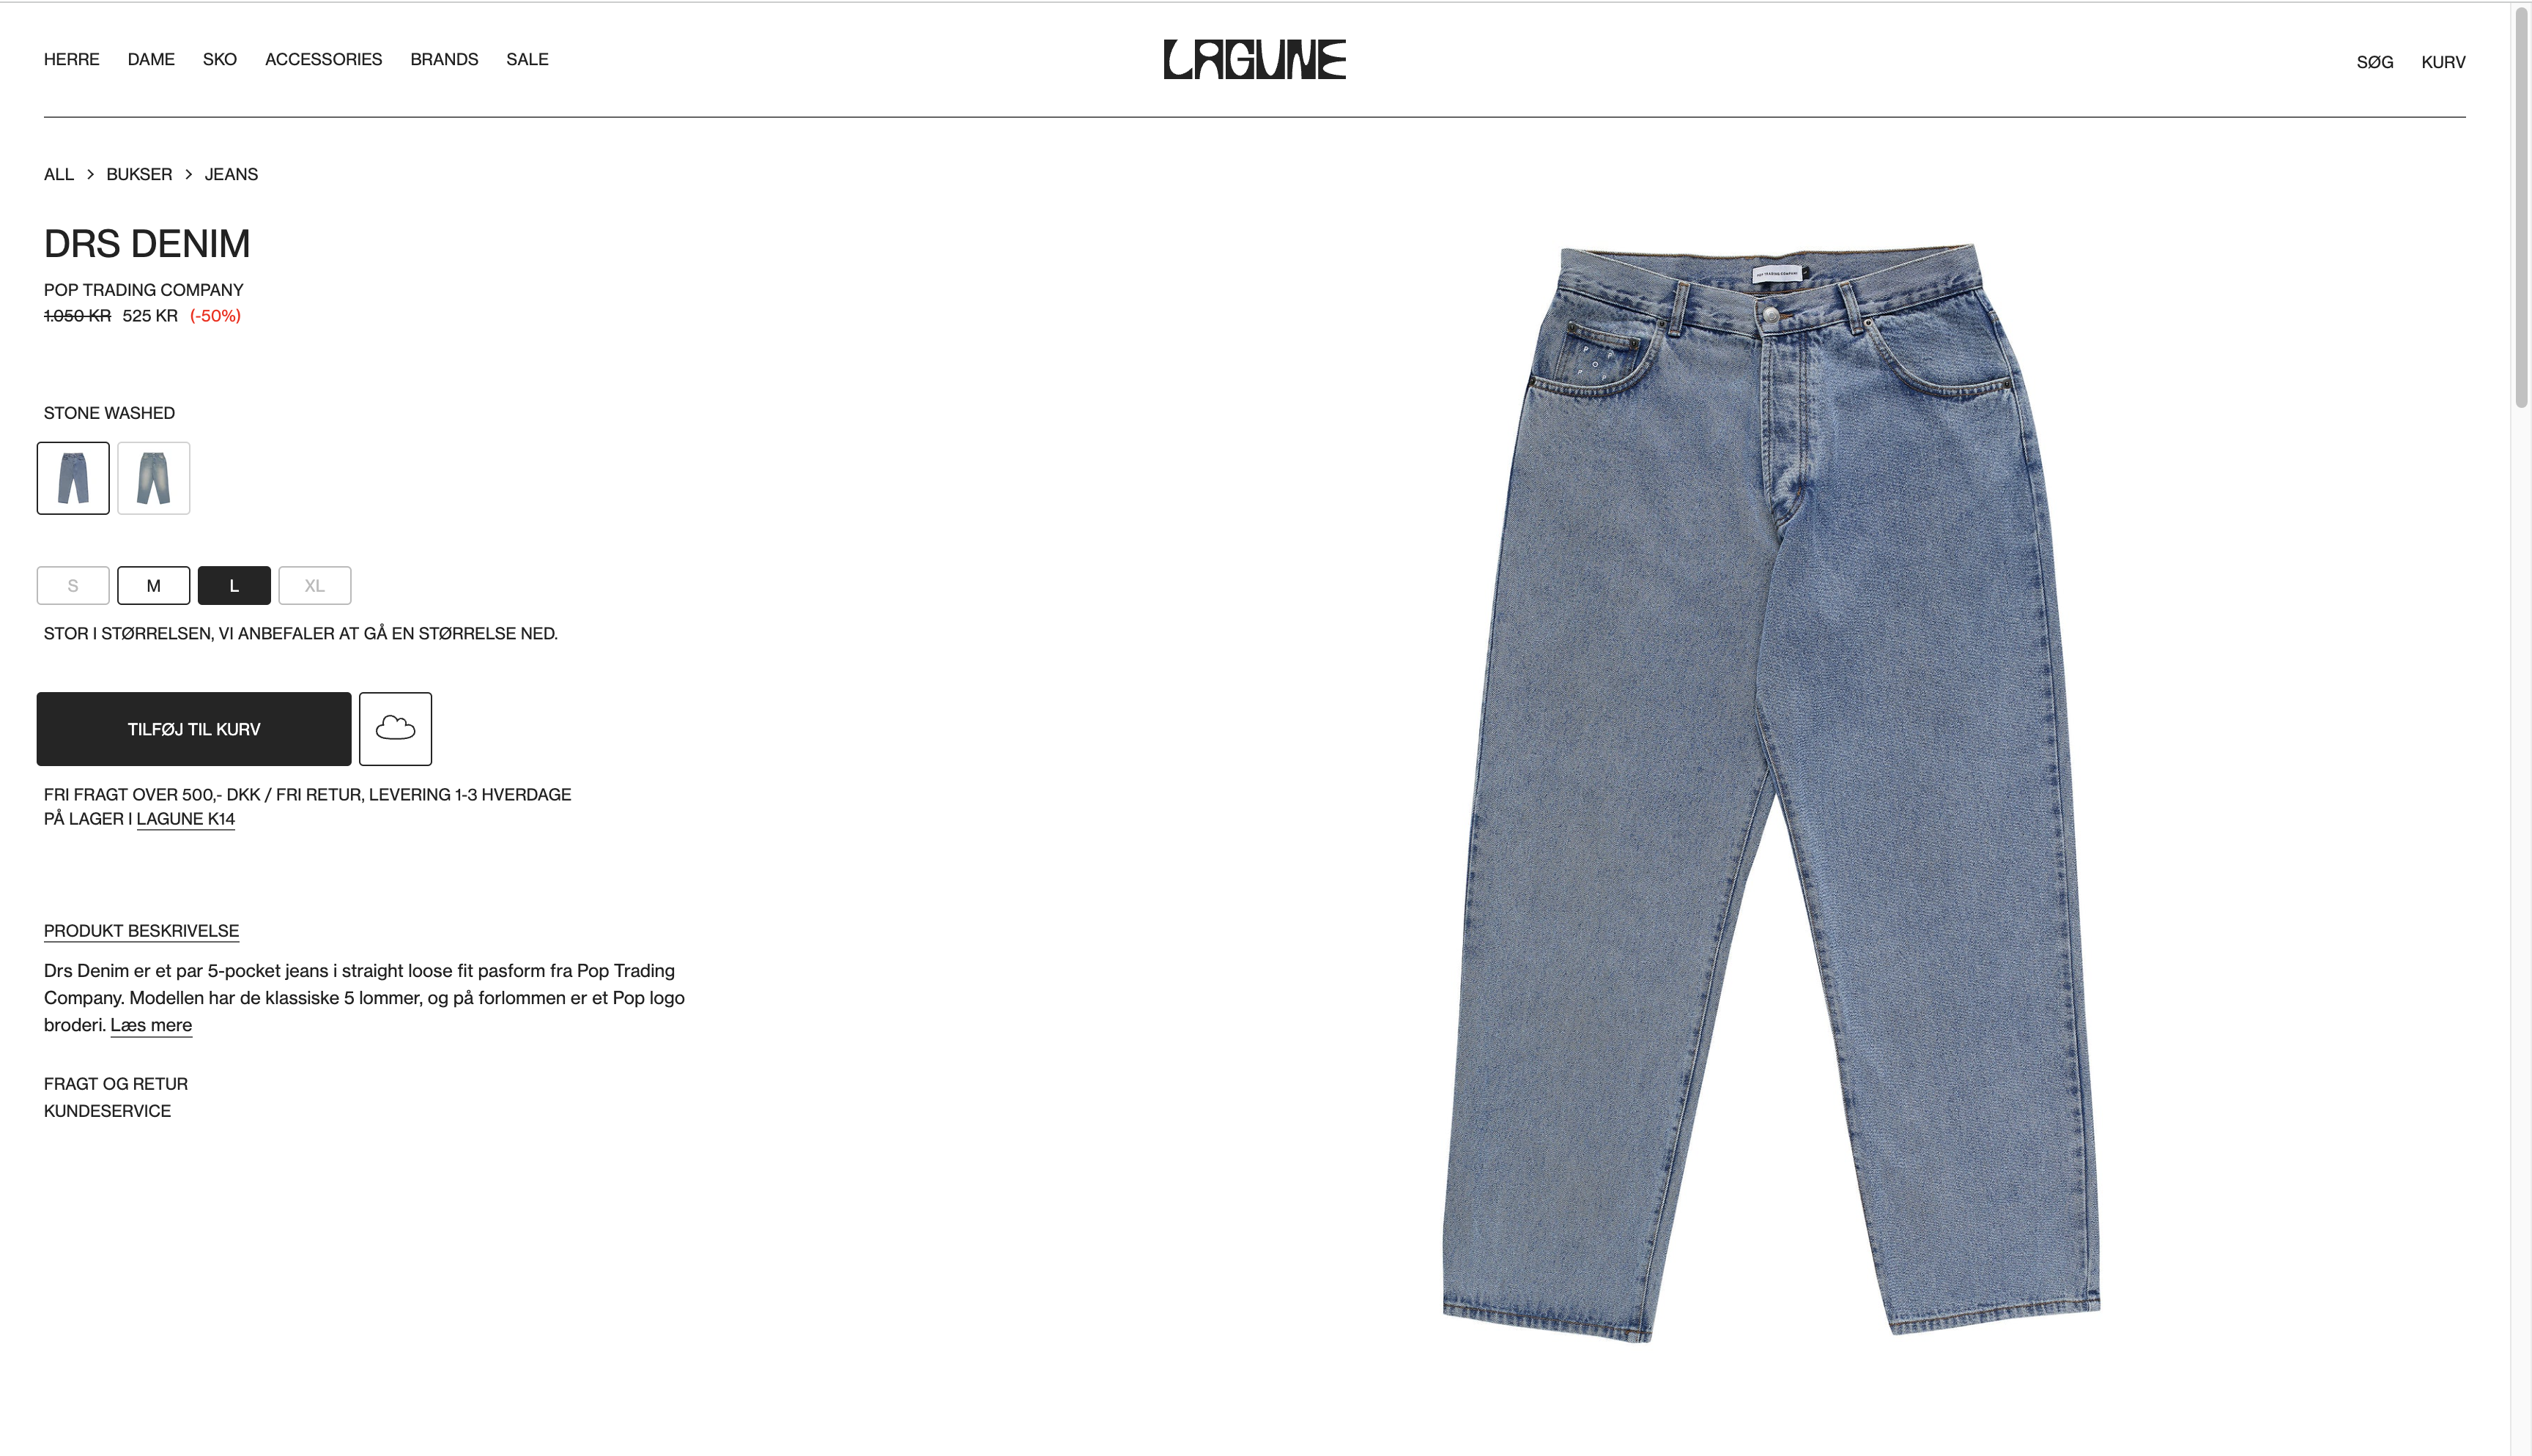 HERRE DAME SKO ACCESSORIES BRANDS SALE
LAGUNE
SØG KURV
ALL > BUKSER > JEANS
DRS DENIM
POP TRADING COMPANY
1.050 KR 525 KR (-50%)
STONE WASHED
S M L XL
STOR I STØRRELSEN, VI ANBEFALER AT GÅ EN STØRRELSE NED.
TILFØJ TIL KURV
FRI FRAGT OVER 500,- DKK / FRI RETUR, LEVERING 1-3 HVERDAGE
PÅ LAGER I LAGUNE K14
PRODUKT BESKRIVELSE
Drs Denim er et par 5-pocket jeans i straight loose fit pasform fra Pop Trading
Company. Modellen har de klassiske 5 lommer, og på forlommen er et Pop logo
broderi. Læs mere
FRAGT OG RETUR
KUNDESERVICE
POP TRADING COMPANY
P P
O
P P